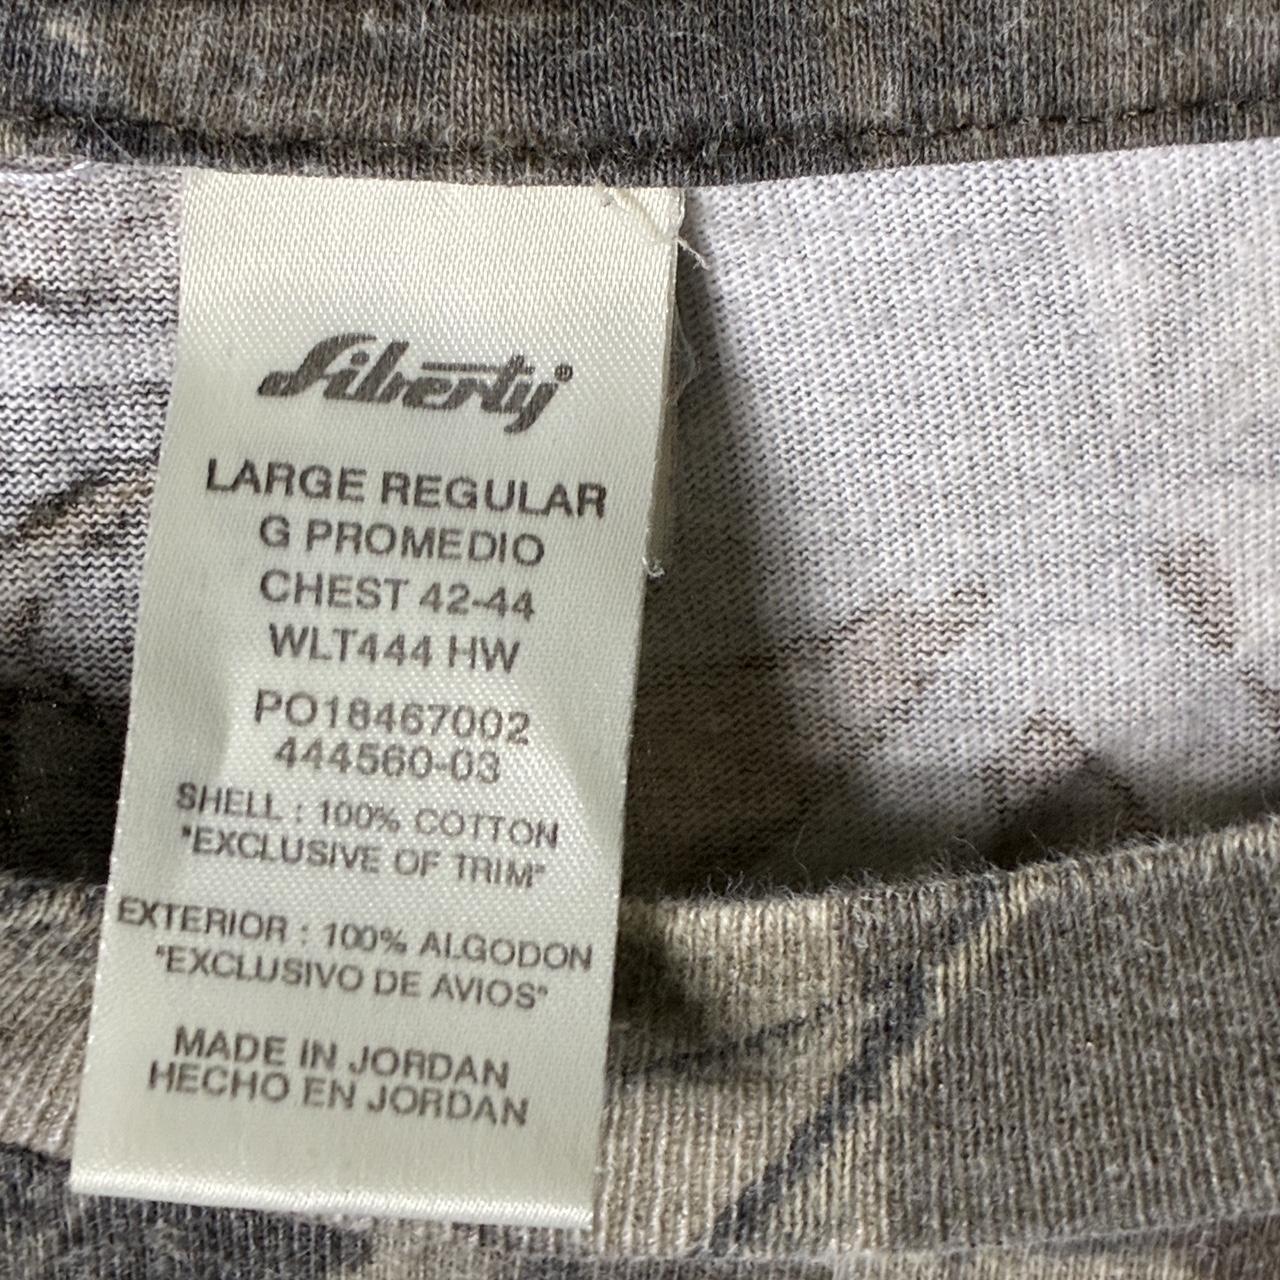 Liberty®
LARGE REGULAR
G PROMEDIO
CHEST 42-44
WLT444 HW
PO18467002
444560-03
SHELL : 100% COTTON
"EXCLUSIVE OF TRIM"
EXTERIOR : 100% ALGODON
"EXCLUSIVO DE AVIOS"
MADE IN JORDAN
HECHO EN JORDAN